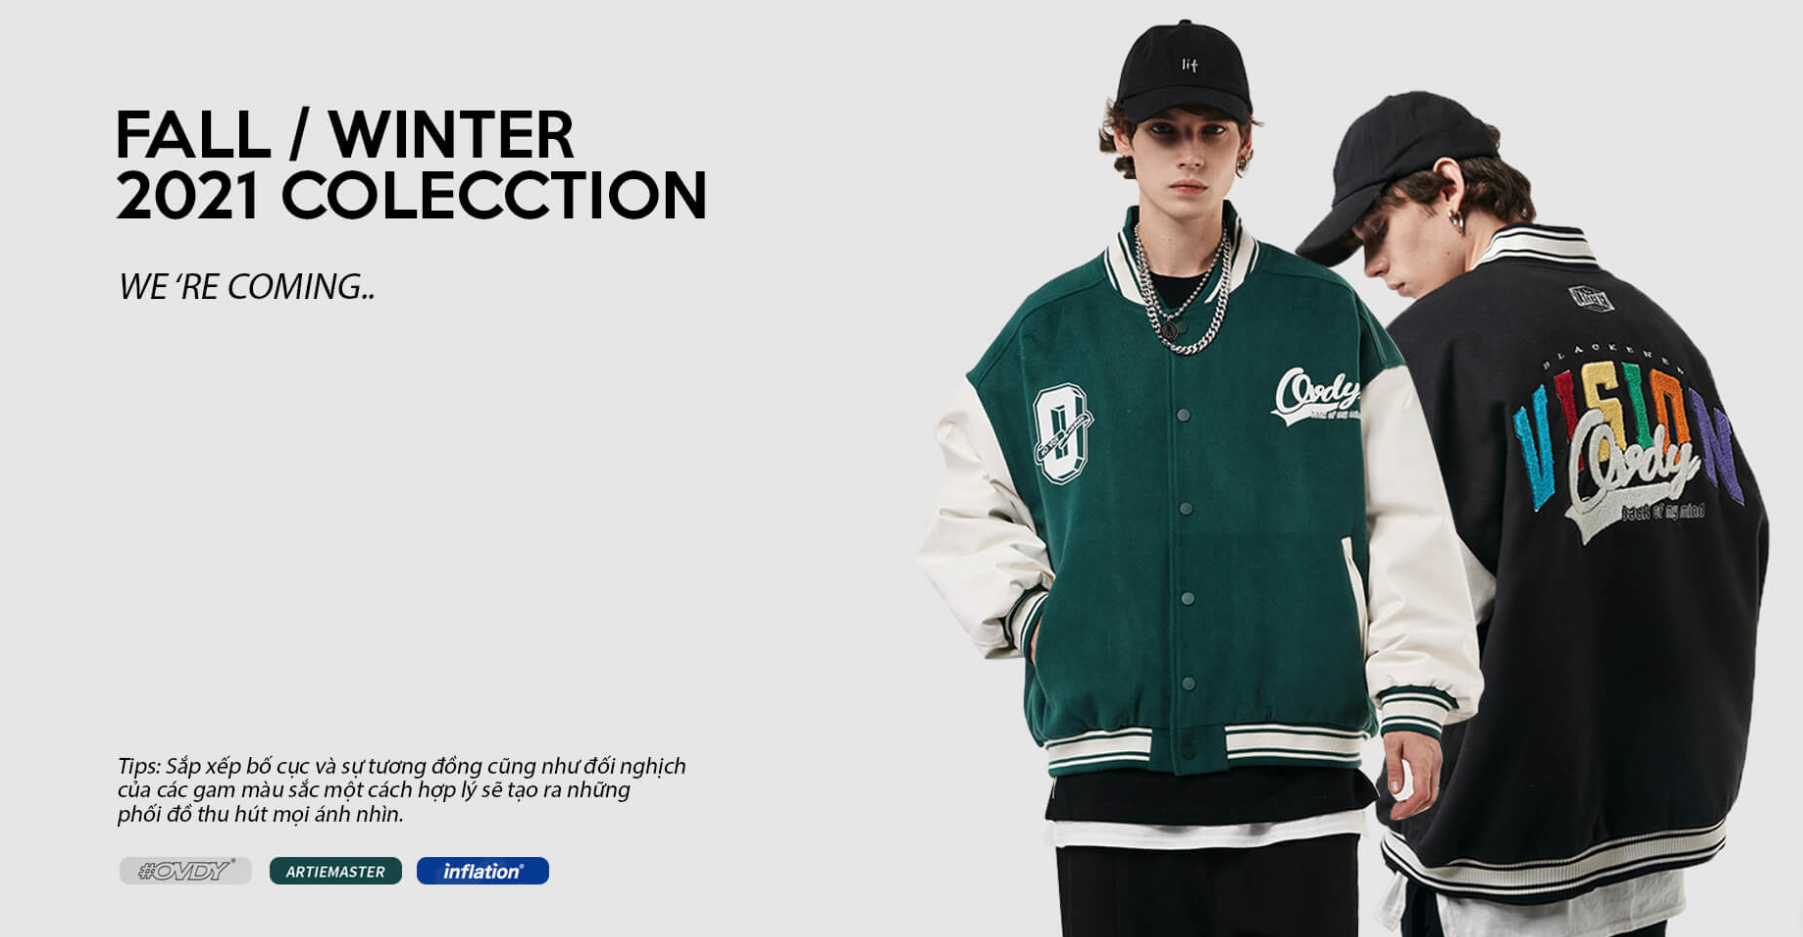 FALL / WINTER
2021 COLECCTION
WE ‘RE COMING..
lit
Ovdy
BLACKENED
VISION
Ovdy
back of my mind
Tips: Sắp xếp bố cục và sự tương đồng cũng như đối nghịch
của các gam màu sắc một cách hợp lý sẽ tạo ra những
phối đồ thu hút mọi ánh nhìn.
#OVDY®
ARTIEMASTER
inflation®